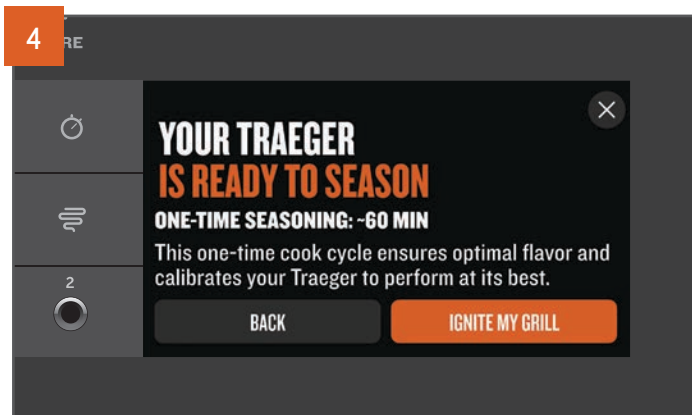 4
RE
YOUR TRAEGER
IS READY TO SEASON
ONE-TIME SEASONING: ~60 MIN
This one-time cook cycle ensures optimal flavor and
calibrates your Traeger to perform at its best.
2
BACK
IGNITE MY GRILL